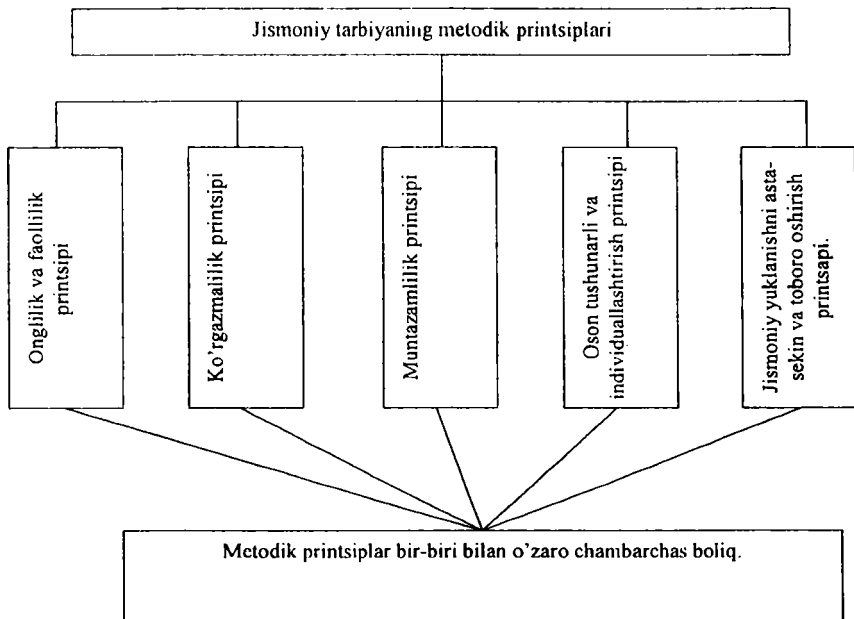 Jismoniy tarbiyaning metodik printsiplari
Onglilik va faollilik
printsipi
Ko’rgazmalilik printsipi
Muntazamlilik printsipi
Oson tushunarli va
individuallashtirish printsipi
Jismoniy yuklanishni asta-
sekin va toboro oshirish
printsapi.
Metodik printsiplar bir-biri bilan o’zaro chambarchas boliq.